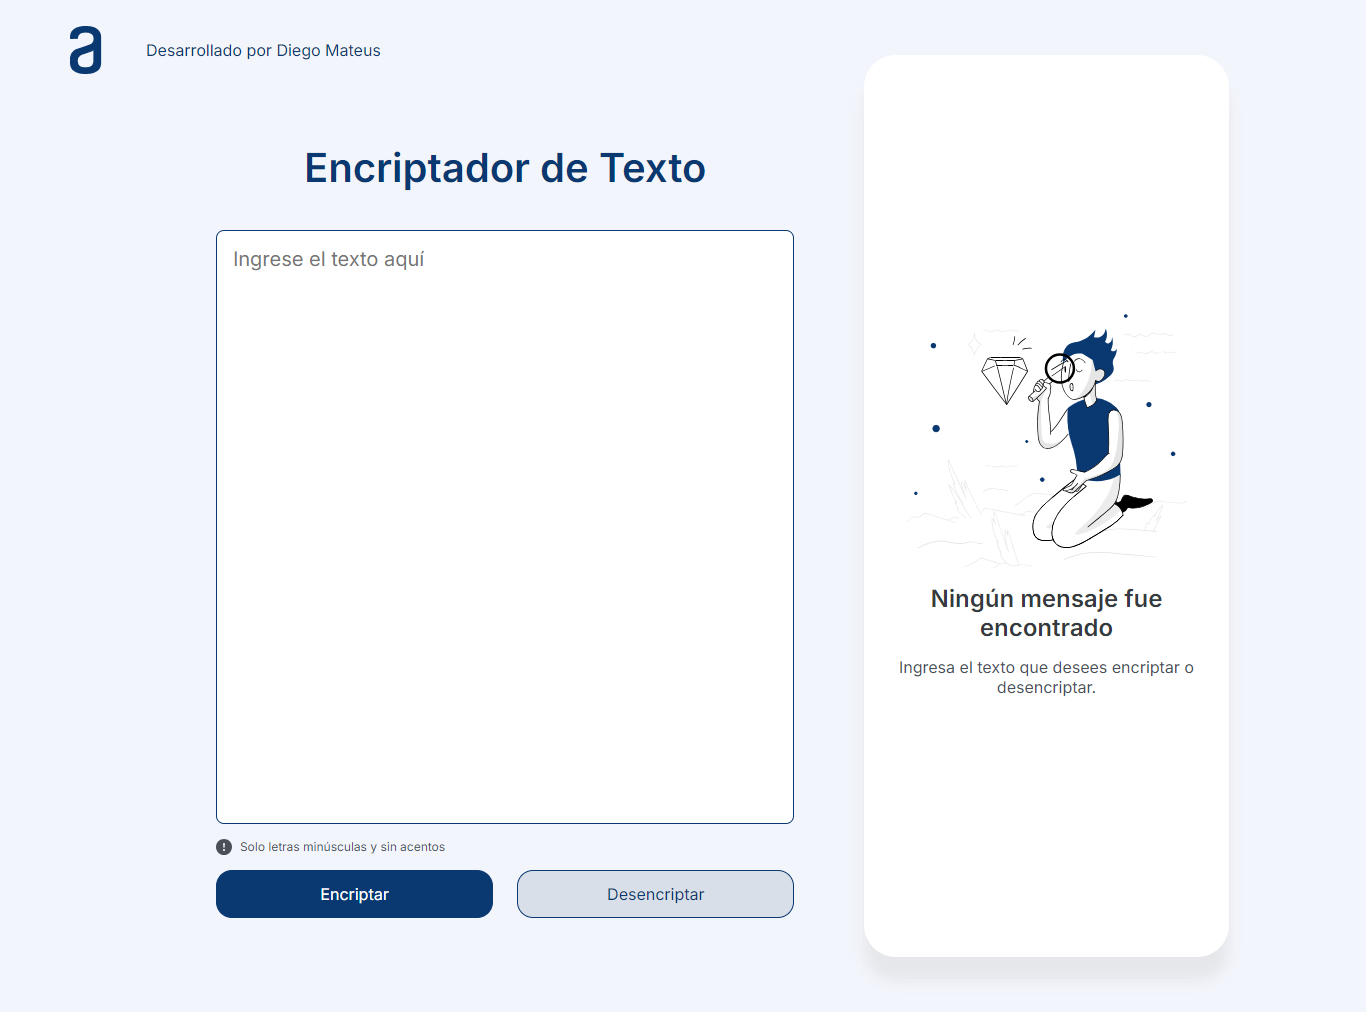 a
Desarrollado por Diego Mateus
Encriptador de Texto
Ingrese el texto aquí
Solo letras minúsculas y sin acentos
Encriptar
Desencriptar
Ningún mensaje fue
encontrado
Ingresa el texto que desees encriptar o
desencriptar.